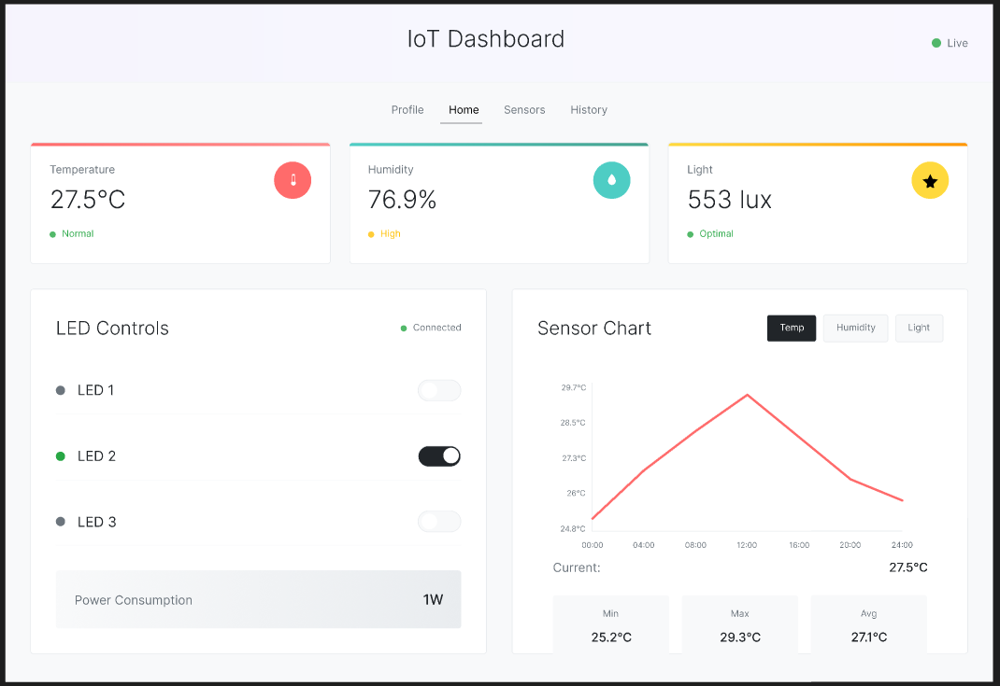 IoT Dashboard
Live
Profile Home Sensors History
Temperature
27.5°C
Normal
Humidity
76.9%
High
Light
553 lux
Optimal
LED Controls
Connected
LED 1
LED 2
LED 3
Power Consumption 1W
Sensor Chart
Temp Humidity Light
29.7°C
28.5°C
27.3°C
26°C
24.8°C
00:00 04:00 08:00 12:00 16:00 20:00 24:00
Current: 27.5°C
Min
25.2°C
Max
29.3°C
Avg
27.1°C